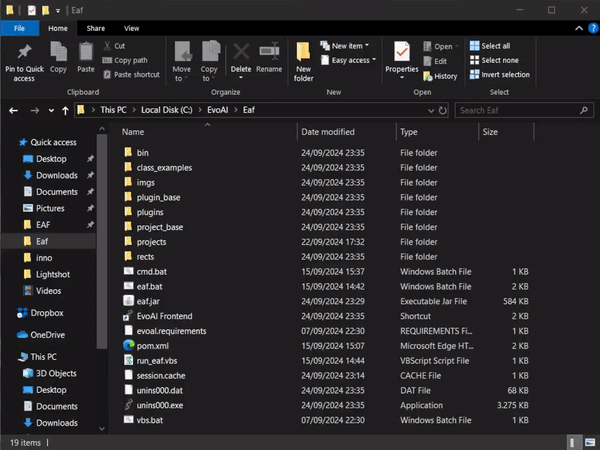 Eaf
File Home Share View
Pin to Quick access
Copy
Paste
Cut
Copy path
Paste shortcut
Move to
Copy to
Delete
Rename
New folder
New item
Easy access
Properties
Open
Edit
History
Select all
Select none
Invert selection
Clipboard Organize New Open Select
This PC > Local Disk (C:) > EvoAl > Eaf
Search Eaf
Name Date modified Type Size
Quick access
Desktop
Downloads
Documents
Pictures
EAF
Eaf
inno
Lightshot
Videos
Dropbox
OneDrive
This PC
3D Objects
Desktop
Documents
Downloads
bin 24/09/2024 23:35 File folder
class_examples 24/09/2024 23:35 File folder
imgs 24/09/2024 23:35 File folder
plugin_base 24/09/2024 23:35 File folder
plugins 24/09/2024 23:35 File folder
project_base 24/09/2024 23:35 File folder
projects 22/09/2024 17:32 File folder
rects 24/09/2024 23:35 File folder
cmd.bat 15/09/2024 15:37 Windows Batch File 1 KB
eaf.bat 15/09/2024 14:42 Windows Batch File 2 KB
eaf.jar 24/09/2024 23:29 Executable Jar File 584 KB
EvoAl Frontend 24/09/2024 23:35 Shortcut 2 KB
evoal.requirements 07/09/2024 22:30 REQUIREMENTS Fi... 1 KB
pom.xml 15/09/2024 15:07 Microsoft Edge HT... 2 KB
run_eaf.vbs 15/09/2024 14:44 VBScript Script File 1 KB
session.cache 24/09/2024 23:14 CACHE File 1 KB
unins000.dat 24/09/2024 23:35 DAT File 68 KB
unins000.exe 24/09/2024 23:35 Application 3.275 KB
vbs.bat 07/09/2024 22:30 Windows Batch File 1 KB
19 items